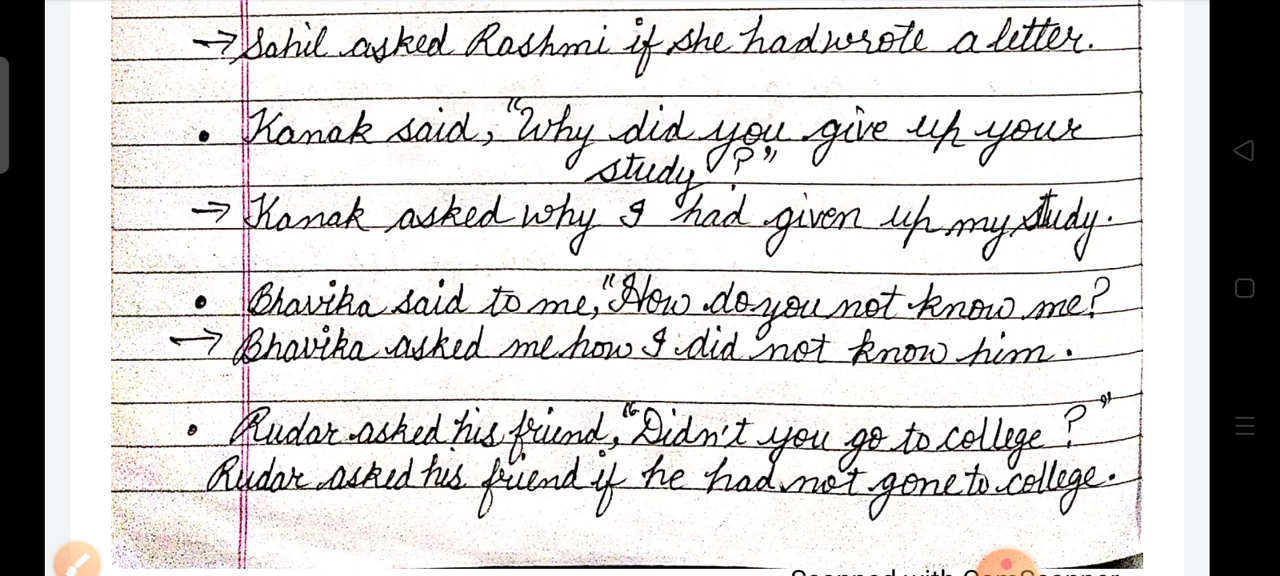 → Sahil asked Rashmi if she had wrote a letter.
• Kanak said, "Why did you give up your
study?"
→ Kanak asked why I had given up my study.
• Bhavika said to me, "How do you not know me?
→ Bhavika asked me how I did not know him.
• Rudar asked his friend, "Didn't you go to college?"
Rudar asked his friend if he had not gone to college.
Scanned with CamScanner